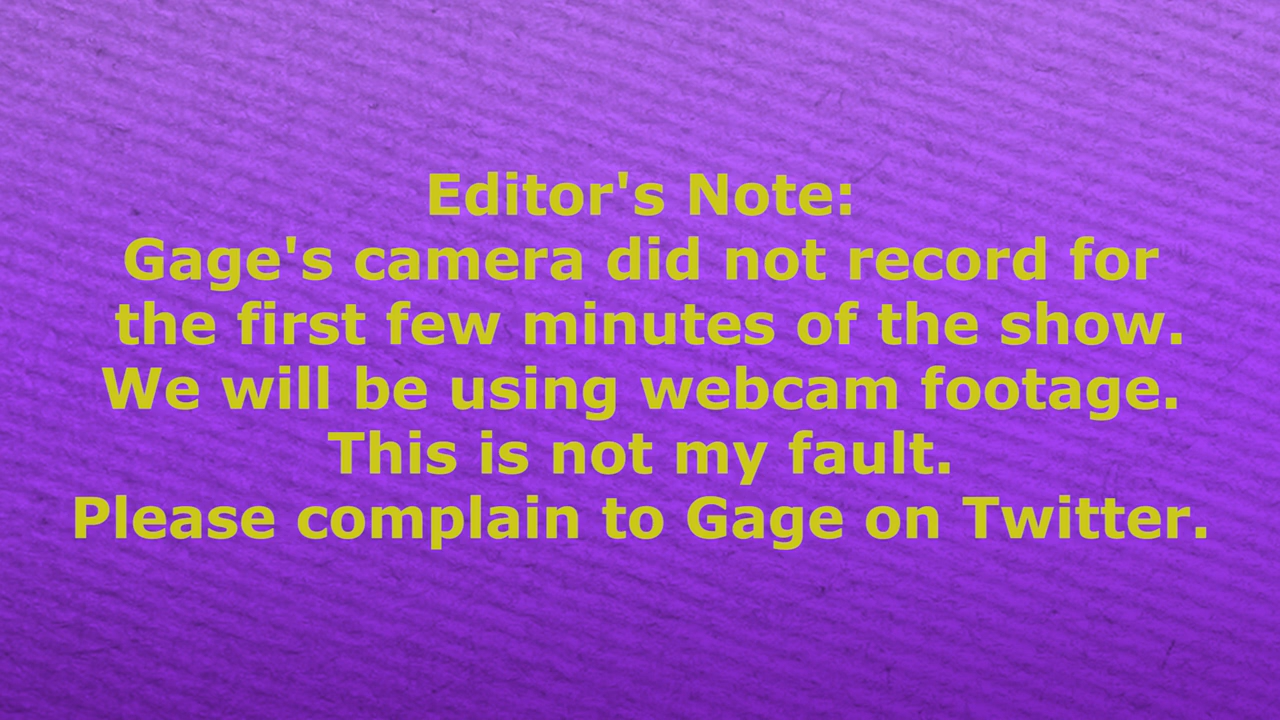 Editor's Note:
Gage's camera did not record for
the first few minutes of the show.
We will be using webcam footage.
This is not my fault.
Please complain to Gage on Twitter.